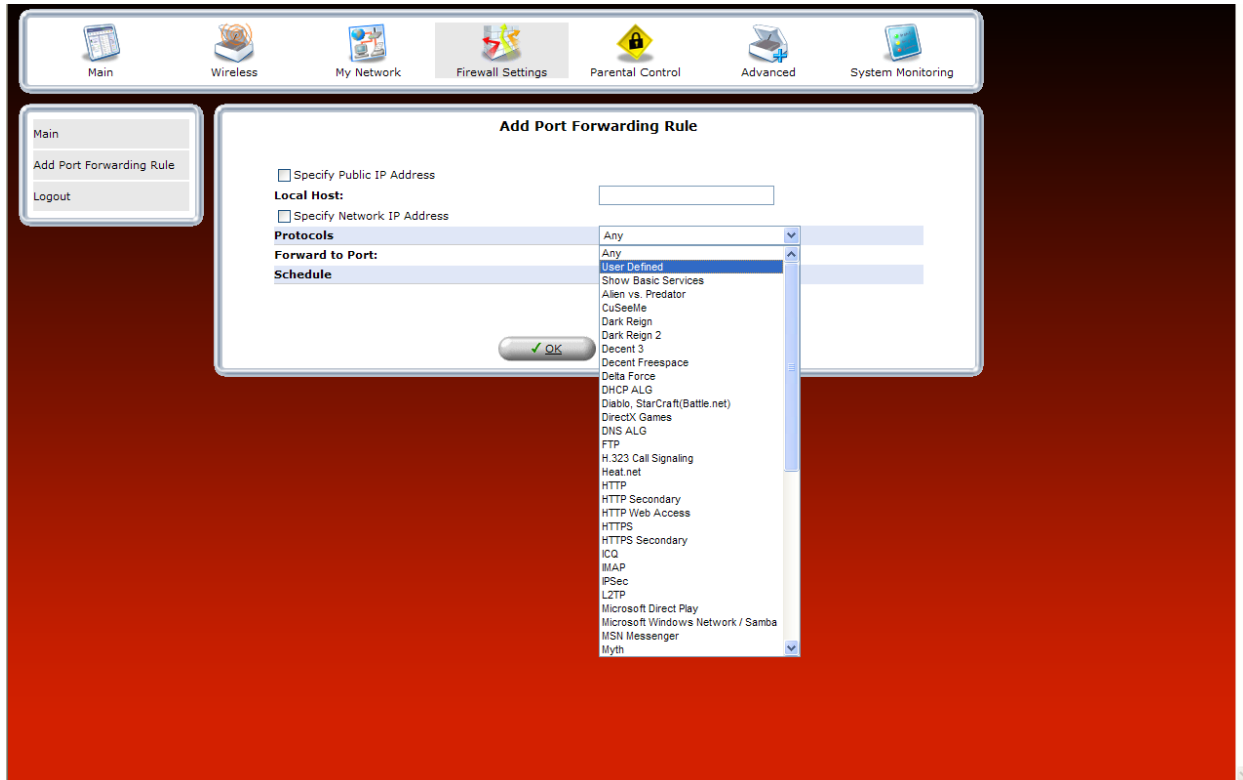 Main
Wireless
My Network
Firewall Settings
Parental Control
Advanced
System Monitoring
Main
Add Port Forwarding Rule
Logout
Add Port Forwarding Rule
Specify Public IP Address
Local Host:
Specify Network IP Address
Protocols
Any
Forward to Port:
Schedule
OK
Any
User Defined
Show Basic Services
Alien vs. Predator
CuSeeMe
Dark Reign
Dark Reign 2
Decent 3
Decent Freespace
Delta Force
DHCP ALG
Diablo, StarCraft(Battle.net)
DirectX Games
DNS ALG
FTP
H.323 Call Signaling
Heat.net
HTTP
HTTP Secondary
HTTP Web Access
HTTPS
HTTPS Secondary
ICQ
IMAP
IPSec
L2TP
Microsoft Direct Play
Microsoft Windows Network / Samba
MSN Messenger
Myth